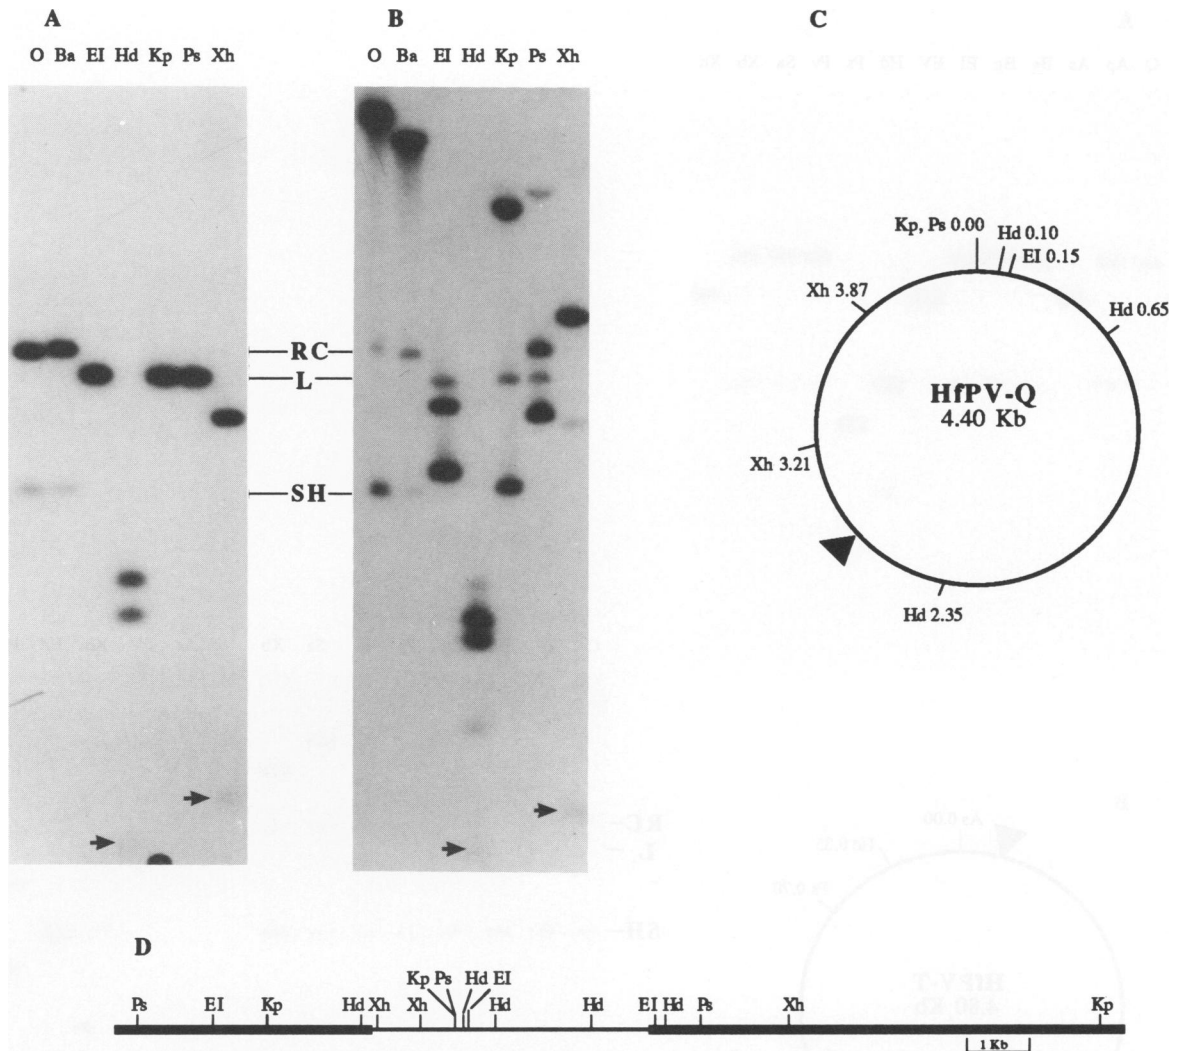 A
O Ba EI Hd Kp Ps Xh
B
O Ba EI Hd Kp Ps Xh
C
RC
L
SH
Kp, Ps 0.00
Hd 0.10
EI 0.15
Xh 3.87
Hd 0.65
HfPV-Q
4.40 Kb
Xh 3.21
Hd 2.35
D
Kp Ps Hd EI
Ps EI Kp Hd Xh Xh Hd Hd EI Hd Ps Xh Kp
1 Kb